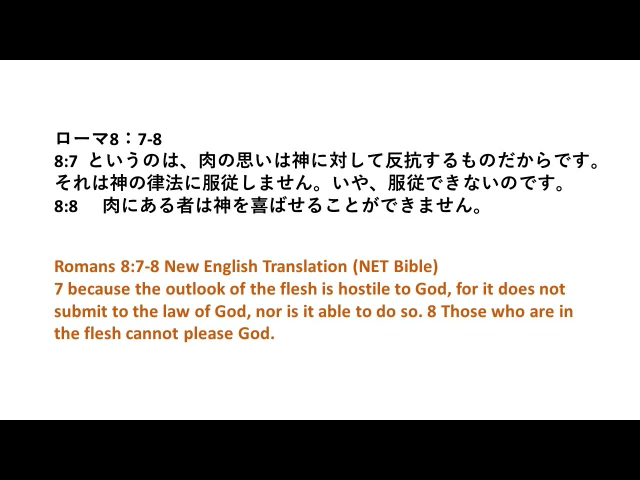 ローマ8：7-8
8:7 というのは、肉の思いは神に対して反抗するものだからです。
それは神の律法に服従しません。いや、服従できないのです。
8:8 肉にある者は神を喜ばせることができません。
Romans 8:7-8 New English Translation (NET Bible)
7 because the outlook of the flesh is hostile to God, for it does not
submit to the law of God, nor is it able to do so. 8 Those who are in
the flesh cannot please God.